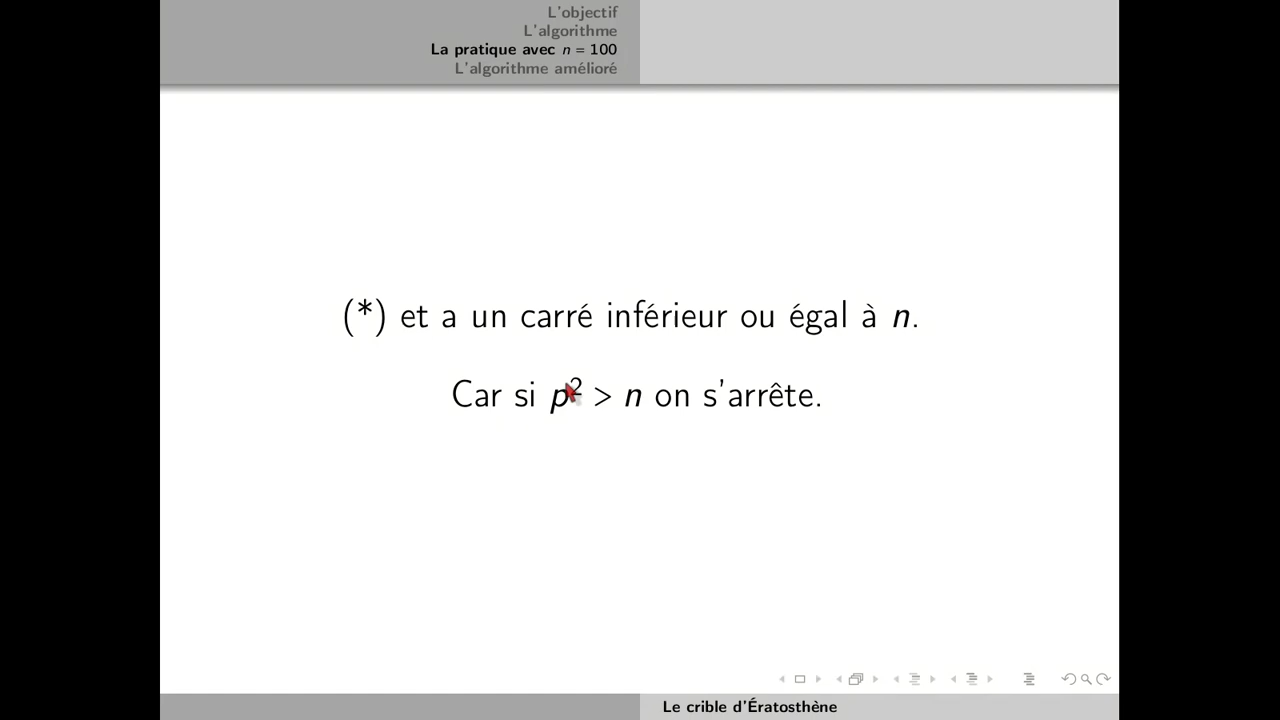 L'objectif
L'algorithme
La pratique avec n = 100
L'algorithme amélioré
(*) et a un carré inférieur ou égal à n.
Car si p² > n on s'arrête.
Le crible d'Ératosthène